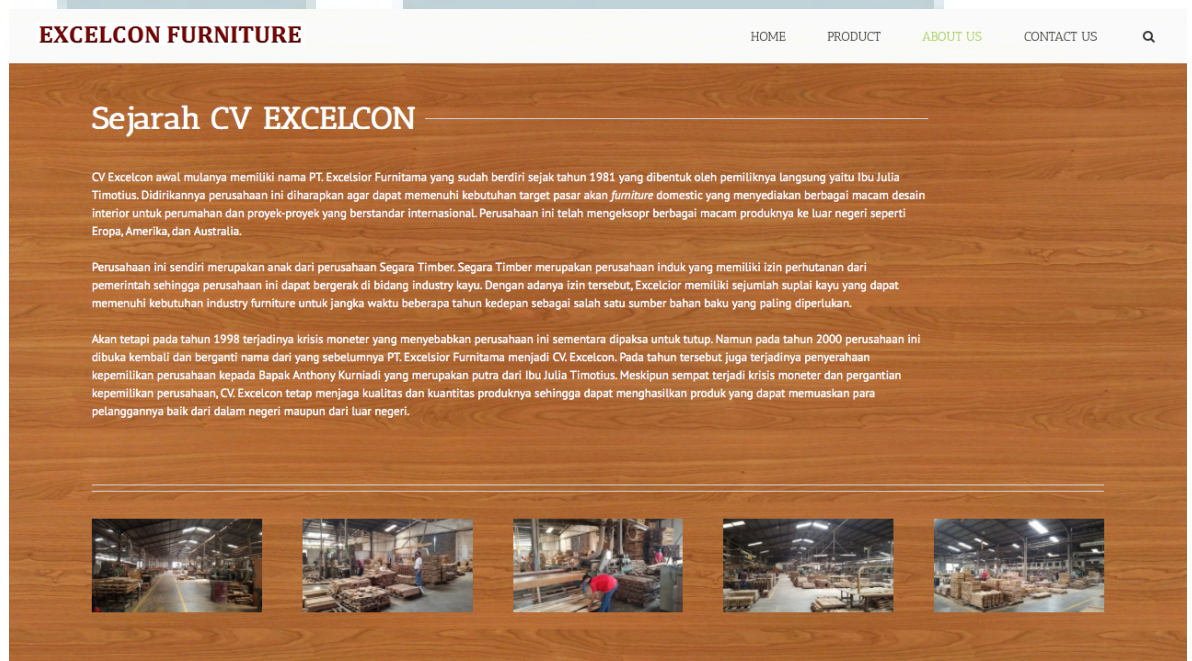 EXCELCON FURNITURE
HOME PRODUCT ABOUT US CONTACT US
Sejarah CV EXCELCON
CV Excelcon awal mulanya memiliki nama PT. Excelsior Furnitama yang sudah berdiri sejak tahun 1981 yang dibentuk oleh pemiliknya langsung yaitu Ibu Julia
Timotius. Didirikannya perusahaan ini diharapkan agar dapat memenuhi kebutuhan target pasar akan furniture domestic yang menyediakan berbagai macam desain
interior untuk perumahan dan proyek-proyek yang berstandar internasional. Perusahaan ini telah mengekspr berbagai macam produknya ke luar negeri seperti
Eropa, Amerika, dan Australia.
Perusahaan ini sendiri merupakan anak dari perusahaan Segara Timber. Segara Timber merupakan perusahaan induk yang memiliki izin perhutanan dari
pemerintah sehingga perusahaan ini dapat bergerak di bidang industry kayu. Dengan adanya izin tersebut, Excelcior memiliki sejumlah suplai kayu yang dapat
memenuhi kebutuhan industry furniture untuk jangka waktu beberapa tahun kedepan sebagai salah satu sumber bahan baku yang paling diperlukan.
Akan tetapi pada tahun 1998 terjadinya krisis moneter yang menyebabkan perusahaan ini sementara dipaksa untuk tutup. Namun pada tahun 2000 perusahaan ini
dibuka kembali dan berganti nama dari yang sebelumnya PT. Excelsior Furnitama menjadi CV. Excelcon. Pada tahun tersebut juga terjadinya penyerahaan
kepemilikan perusahaan kepada Bapak Anthony Kurniadi yang merupakan putra dari Ibu Julia Timotius. Meskipun sempat terjadi krisis moneter dan pergantian
kepemilikan perusahaan, CV. Excelcon tetap menjaga kualitas dan kuantitas produknya sehingga dapat menghasilkan produk yang dapat memuaskan para
pelanggannya baik dari dalam negeri maupun dari luar negeri.